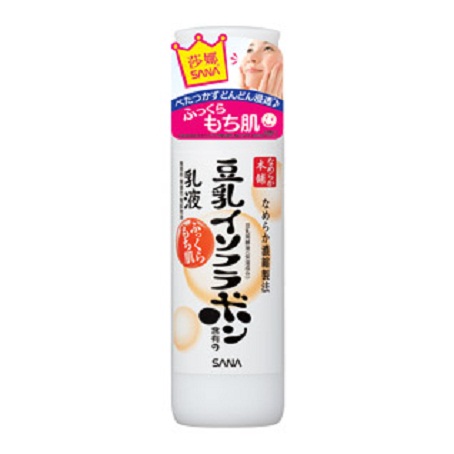 莎娜
SANA
べたつかずどんどん浸透♪
ふっくら
もち肌
なめらか
本舗
なめらか濃縮製法
豆乳イソフラボン
含有の
乳液
ふっくら
もち肌
SANA